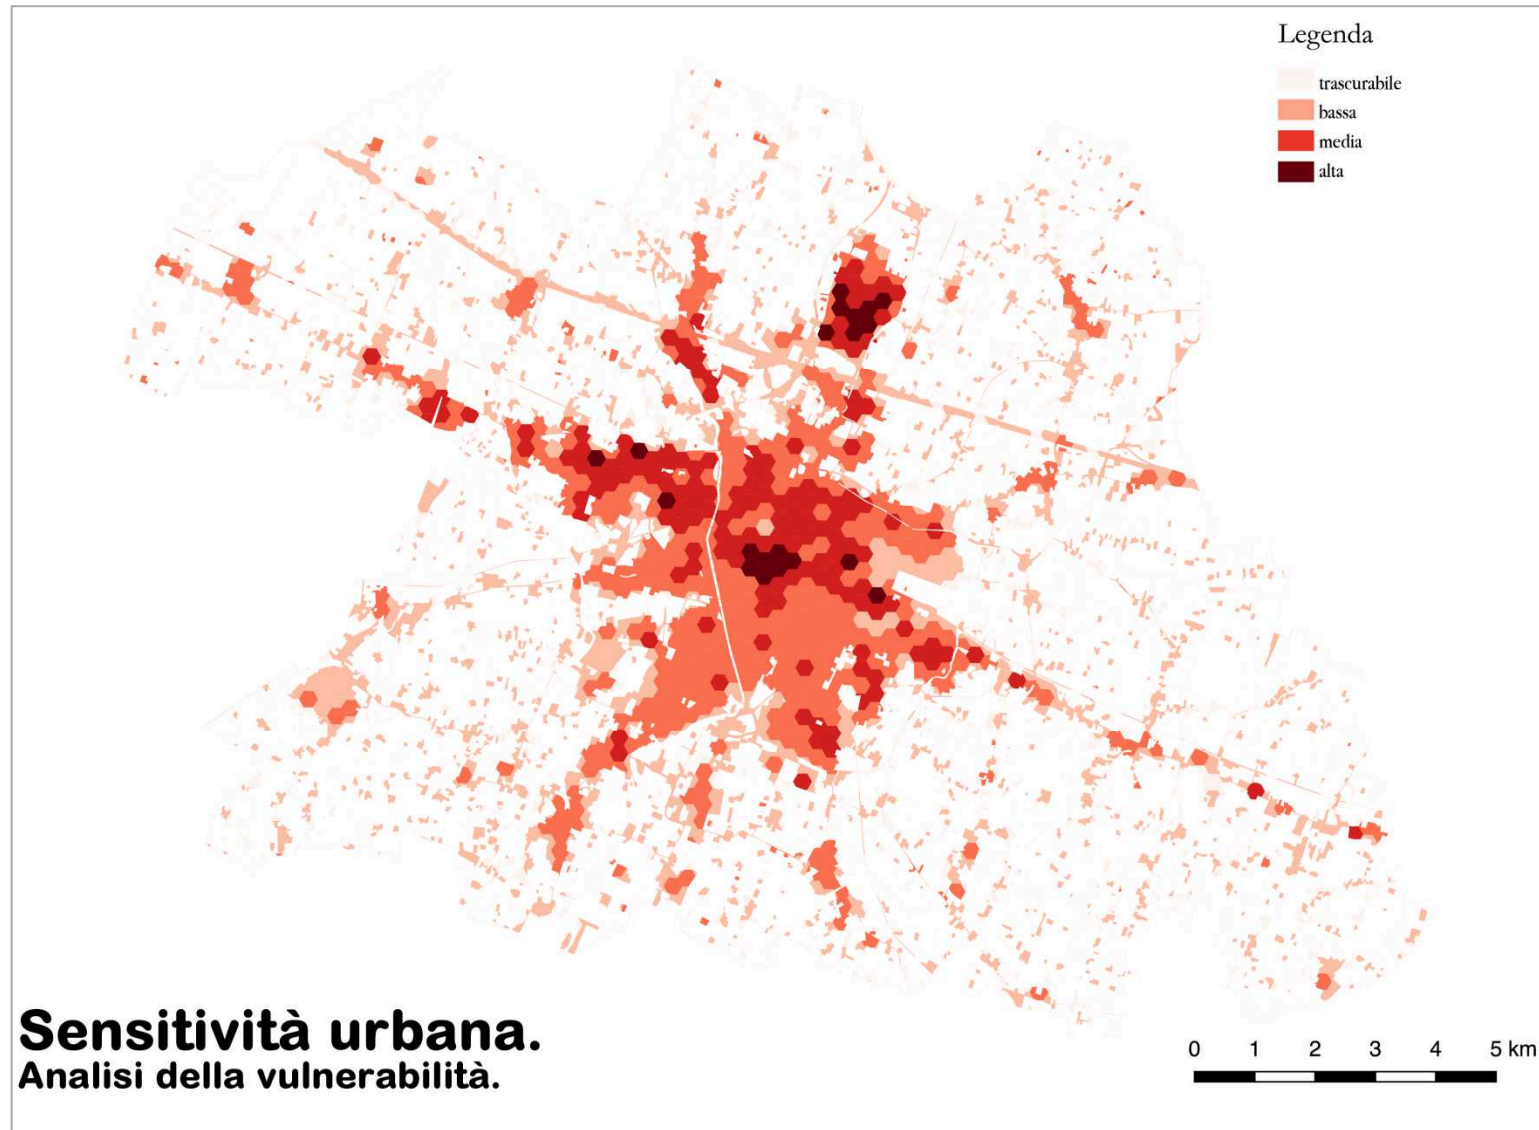 Legenda
trascurabile
bassa
media
alta
Sensitività urbana.
Analisi della vulnerabilità.
0 1 2 3 4 5 km